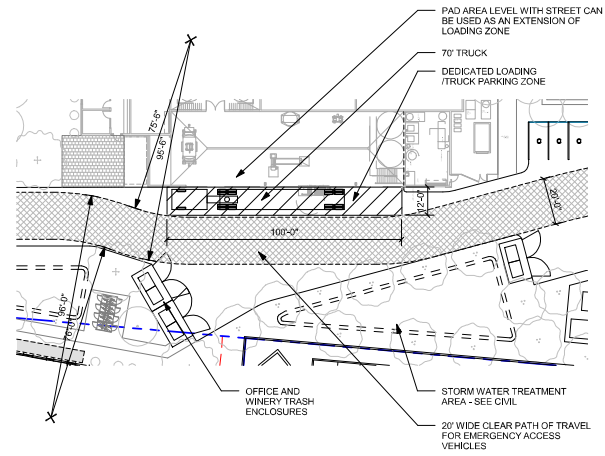 PAD AREA LEVEL WITH STREET CAN
BE USED AS AN EXTENSION OF
LOADING ZONE
70' TRUCK
DEDICATED LOADING
/TRUCK PARKING ZONE
75'-6"
95'-6"
20'-0"
12'-0"
100'-0"
96'-0"
76'-0"
OFFICE AND
WINERY TRASH
ENCLOSURES
STORM WATER TREATMENT
AREA - SEE CIVIL
20' WIDE CLEAR PATH OF TRAVEL
FOR EMERGENCY ACCESS
VEHICLES